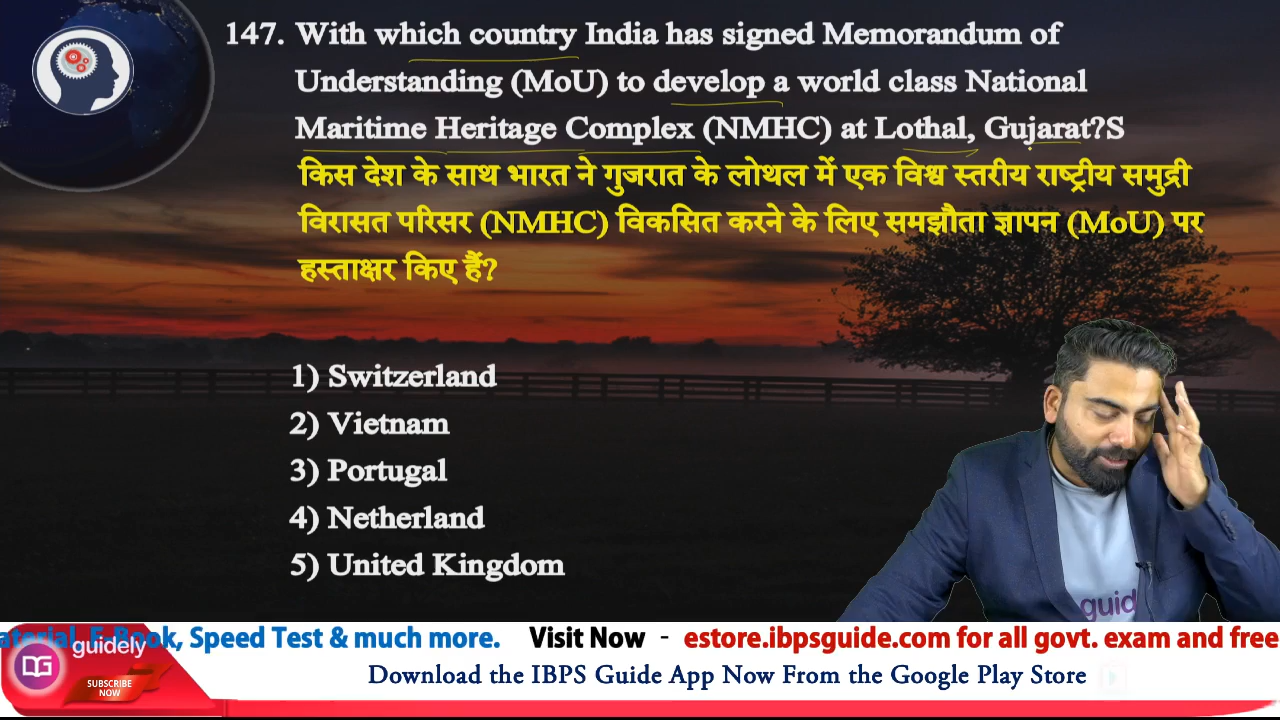 147. With which country India has signed Memorandum of
Understanding (MoU) to develop a world class National
Maritime Heritage Complex (NMHC) at Lothal, Gujarat?S
किस देश के साथ भारत ने गुजरात के लोथल में एक विश्व स्तरीय राष्ट्रीय समुद्री
विरासत परिसर (NMHC) विकसित करने के लिए समझौता ज्ञापन (MoU) पर
हस्ताक्षर किए हैं?
1) Switzerland
2) Vietnam
3) Portugal
4) Netherland
5) United Kingdom
guid
aterial, E-Book, Speed Test & much more. Visit Now - estore.ibpsguide.com for all govt. exam and free
guidely
SUBSCRIBE
NOW
Download the IBPS Guide App Now From the Google Play Store